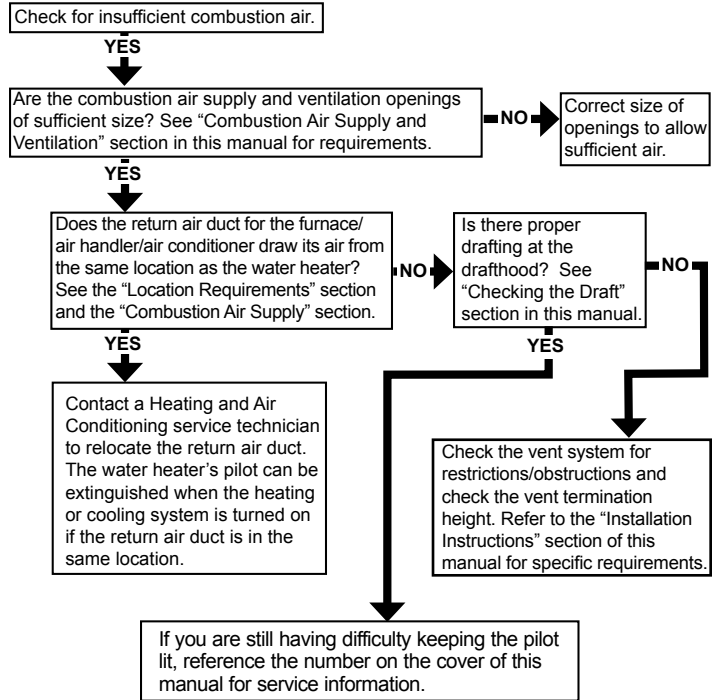 Check for insufficient combustion air.
YES
Are the combustion air supply and ventilation openings
of sufficient size? See “Combustion Air Supply and
Ventilation” section in this manual for requirements.
NO
Correct size of
openings to allow
sufficient air.
YES
Does the return air duct for the furnace/
air handler/air conditioner draw its air from
the same location as the water heater?
See the “Location Requirements” section
and the “Combustion Air Supply” section.
NO
Is there proper
drafting at the
drafthood? See
“Checking the Draft”
section in this manual.
NO
YES
YES
Contact a Heating and Air
Conditioning service technician
to relocate the return air duct.
The water heater’s pilot can be
extinguished when the heating
or cooling system is turned on
if the return air duct is in the
same location.
Check the vent system for
restrictions/obstructions and
check the vent termination
height. Refer to the “Installation
Instructions” section of this
manual for specific requirements.
If you are still having difficulty keeping the pilot
lit, reference the number on the cover of this
manual for service information.